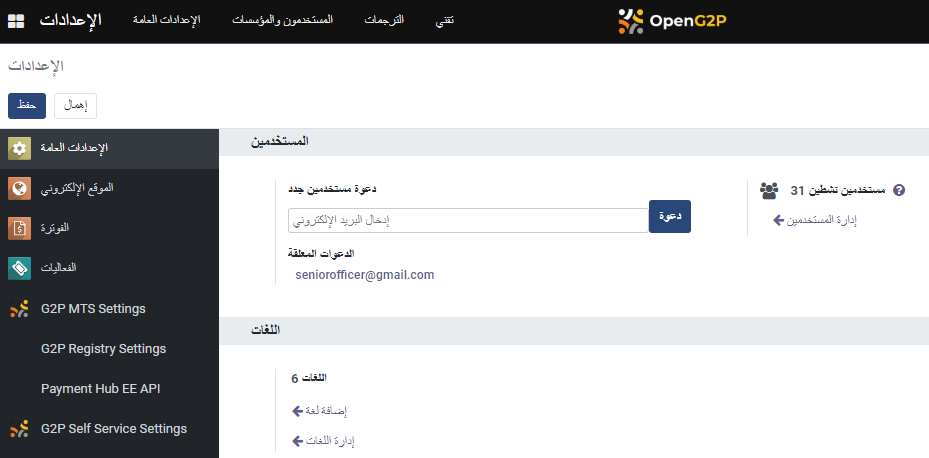 الإعدادات
الإعدادات العامة
المستخدمون والمؤسسات
الترجمات
تقني
OpenG2P
الإعدادات
حفظ
إهمال
الإعدادات العامة
الموقع الإلكتروني
الفوترة
الفعاليات
G2P MTS Settings
G2P Registry Settings
Payment Hub EE API
G2P Self Service Settings
المستخدمين
دعوة مستخدمين جدد
إدخال البريد الإلكتروني
دعوة
الدعوات المعلقة
seniorofficer@gmail.com
31 مستخدمين نشطين
إدارة المستخدمين
اللغات
6 اللغات
إضافة لغة
إدارة اللغات